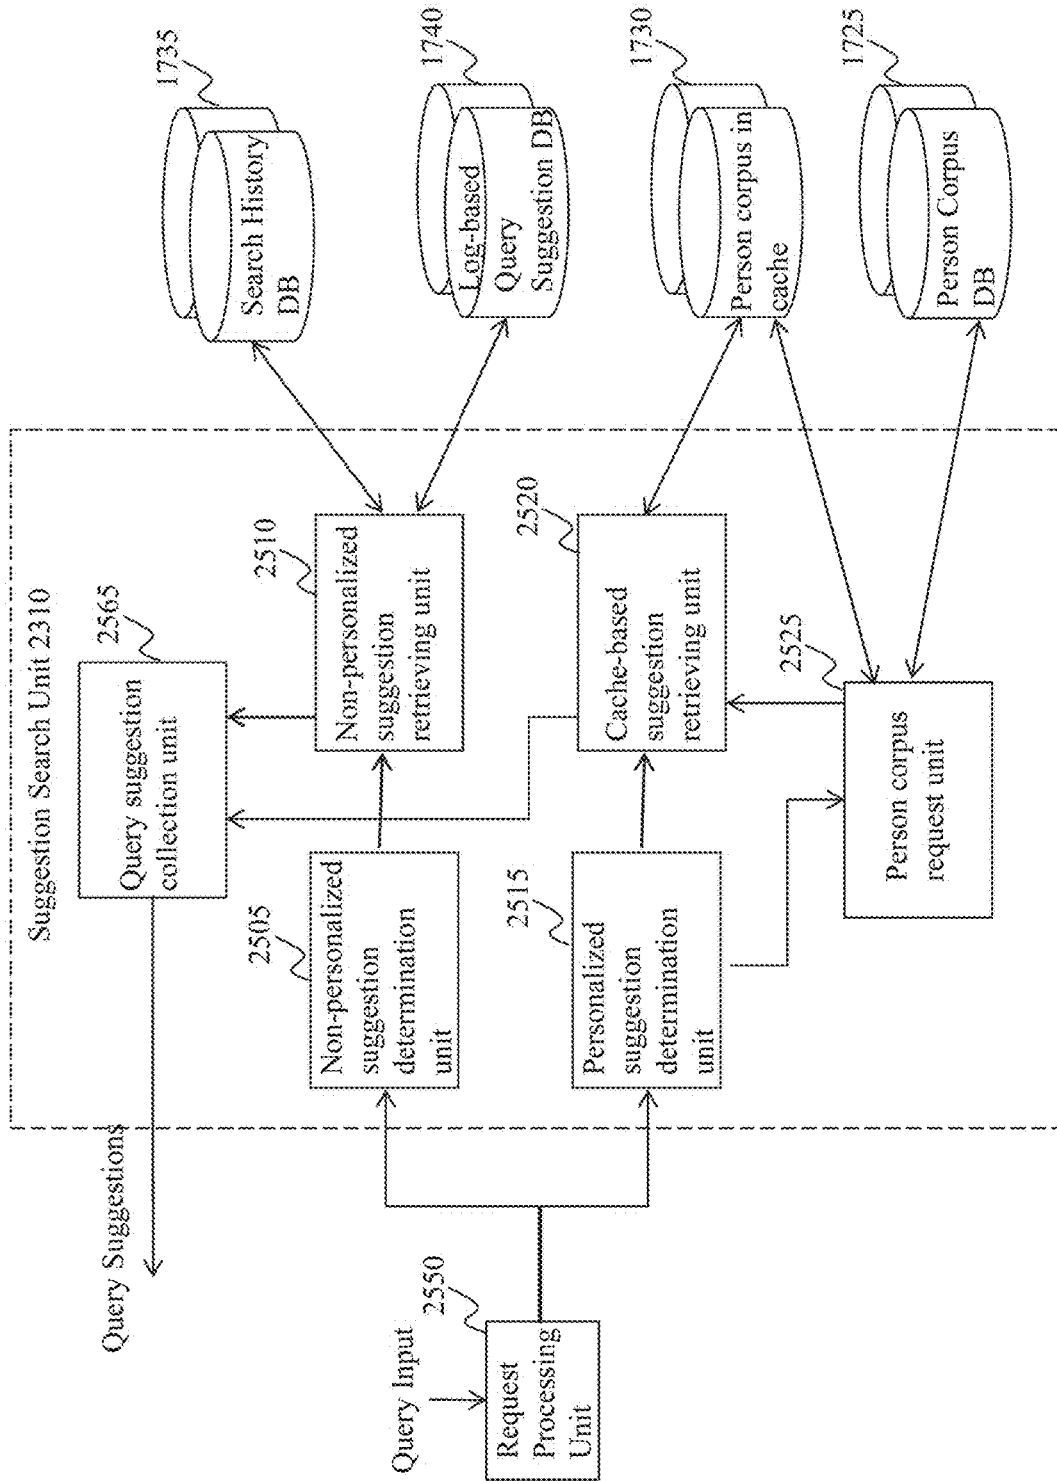 Suggestion Search Unit 2310
Query Suggestions
2565
Query suggestion
collection unit
2510
Non-personalized
suggestion
retrieving unit
2505
Non-personalized
suggestion
determination
unit
1735
Search History
DB
1740
Log-based
Query
Suggestion DB
Query Input
2550
Request
Processing
Unit
2515
Personalized
suggestion
determination
unit
2520
Cache-based
suggestion
retrieving unit
1730
Person corpus in
cache
2525
Person corpus
request unit
1725
Person Corpus
DB